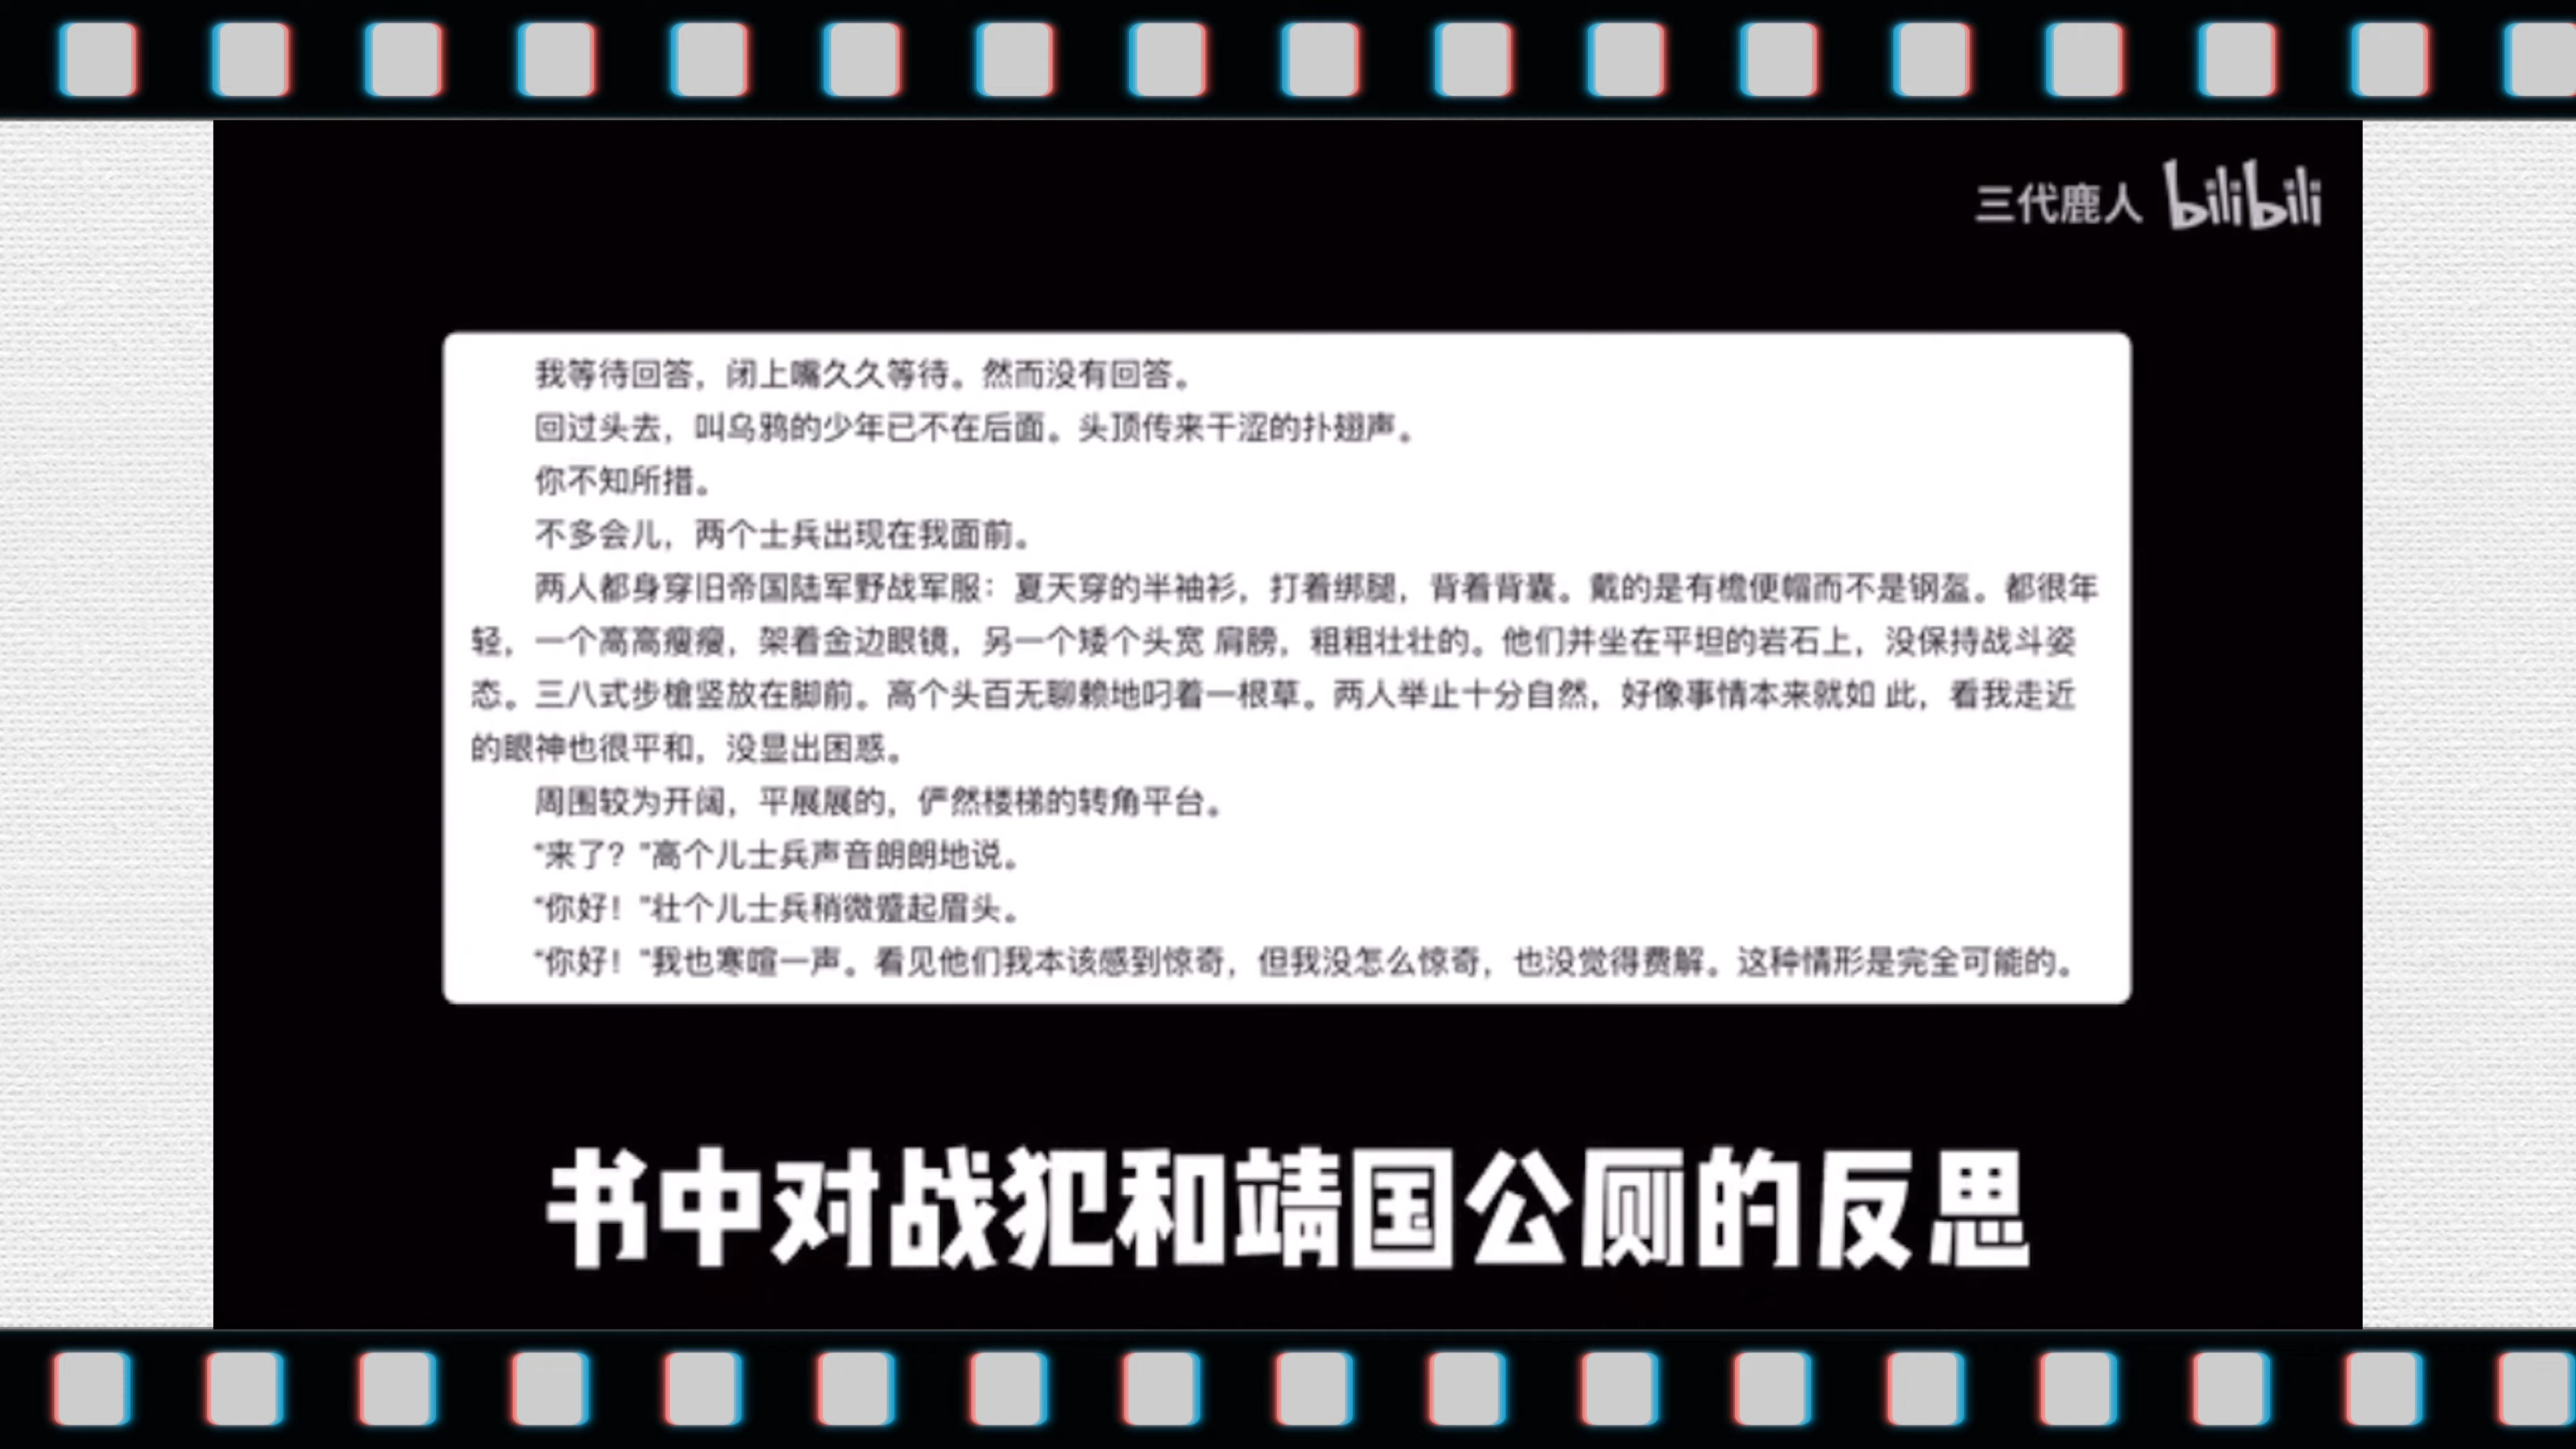 三代鹿人 bilibili
我等待回答，闭上嘴久久等待。然而没有回答。
回过头去，叫乌鸦的少年已不在后面。头顶传来干涩的扑翅声。
你不知所措。
不多会儿，两个士兵出现在我面前。
两人都身穿旧帝国陆军野战军服：夏天穿的半袖衫，打着绑腿，背着背囊。戴的是有檐便帽而不是钢盔。都很年
轻，一个高高瘦瘦，架着金边眼镜，另一个矮个头宽 肩膀，粗粗壮壮的。他们并坐在平坦的岩石上，没保持战斗姿
态。三八式步槍竖放在脚前。高个头百无聊赖地叼着一根草。两人举止十分自然，好像事情本来就如 此，看我走近
的眼神也很平和，没显出困惑。
周围较为开阔，平展展的，俨然楼梯的转角平台。
“来了？”高个儿士兵声音朗朗地说。
“你好！”壮个儿士兵稍微蹙起眉头。
“你好！”我也寒暄一声。看见他们我本该感到惊奇，但我没怎么惊奇，也没觉得费解。这种情形是完全可能的。
书中对战犯和靖国公厕的反思